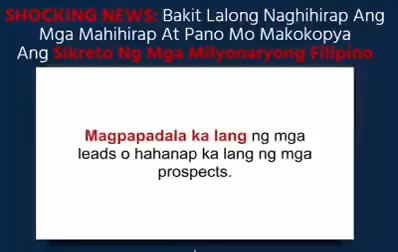 SHOCKING NEWS: Bakit Lalong Naghihirap Ang
Mga Mahihirap At Pano Mo Makokopya
Ang Sikreto Ng Mga Milyonaryong Filipino
Magpapadala ka lang ng mga
leads o hahanap ka lang ng mga
prospects.